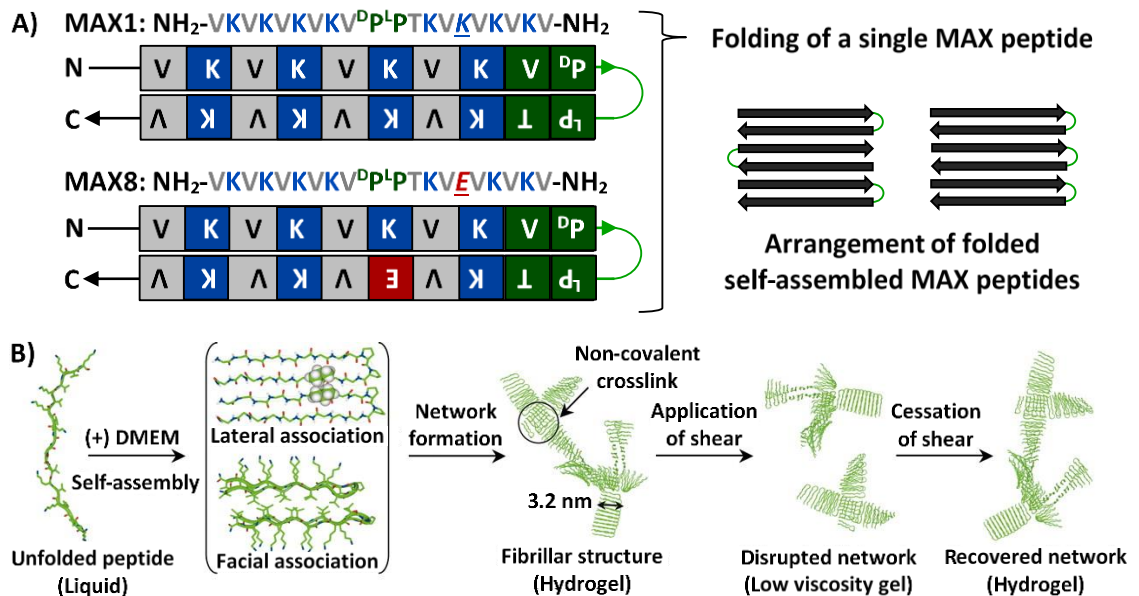 A)
MAX1: NH₂-VKVKVKVKVᴰPᴸPTKVKVKVKV-NH₂
N V K V K V K V K V ᴰP
C V K V K V K V K T ᴸP
MAX8: NH₂-VKVKVKVKVᴰPᴸPTKVEVKVKV-NH₂
N V K V K V K V K V ᴰP
C V K V K V E V K T ᴸP
Folding of a single MAX peptide
Arrangement of folded
self-assembled MAX peptides
B)
Unfolded peptide
(Liquid)
(+) DMEM
Self-assembly
Lateral association
Facial association
Network
formation
Non-covalent
crosslink
3.2 nm
Fibrillar structure
(Hydrogel)
Application
of shear
Disrupted network
(Low viscosity gel)
Cessation
of shear
Recovered network
(Hydrogel)